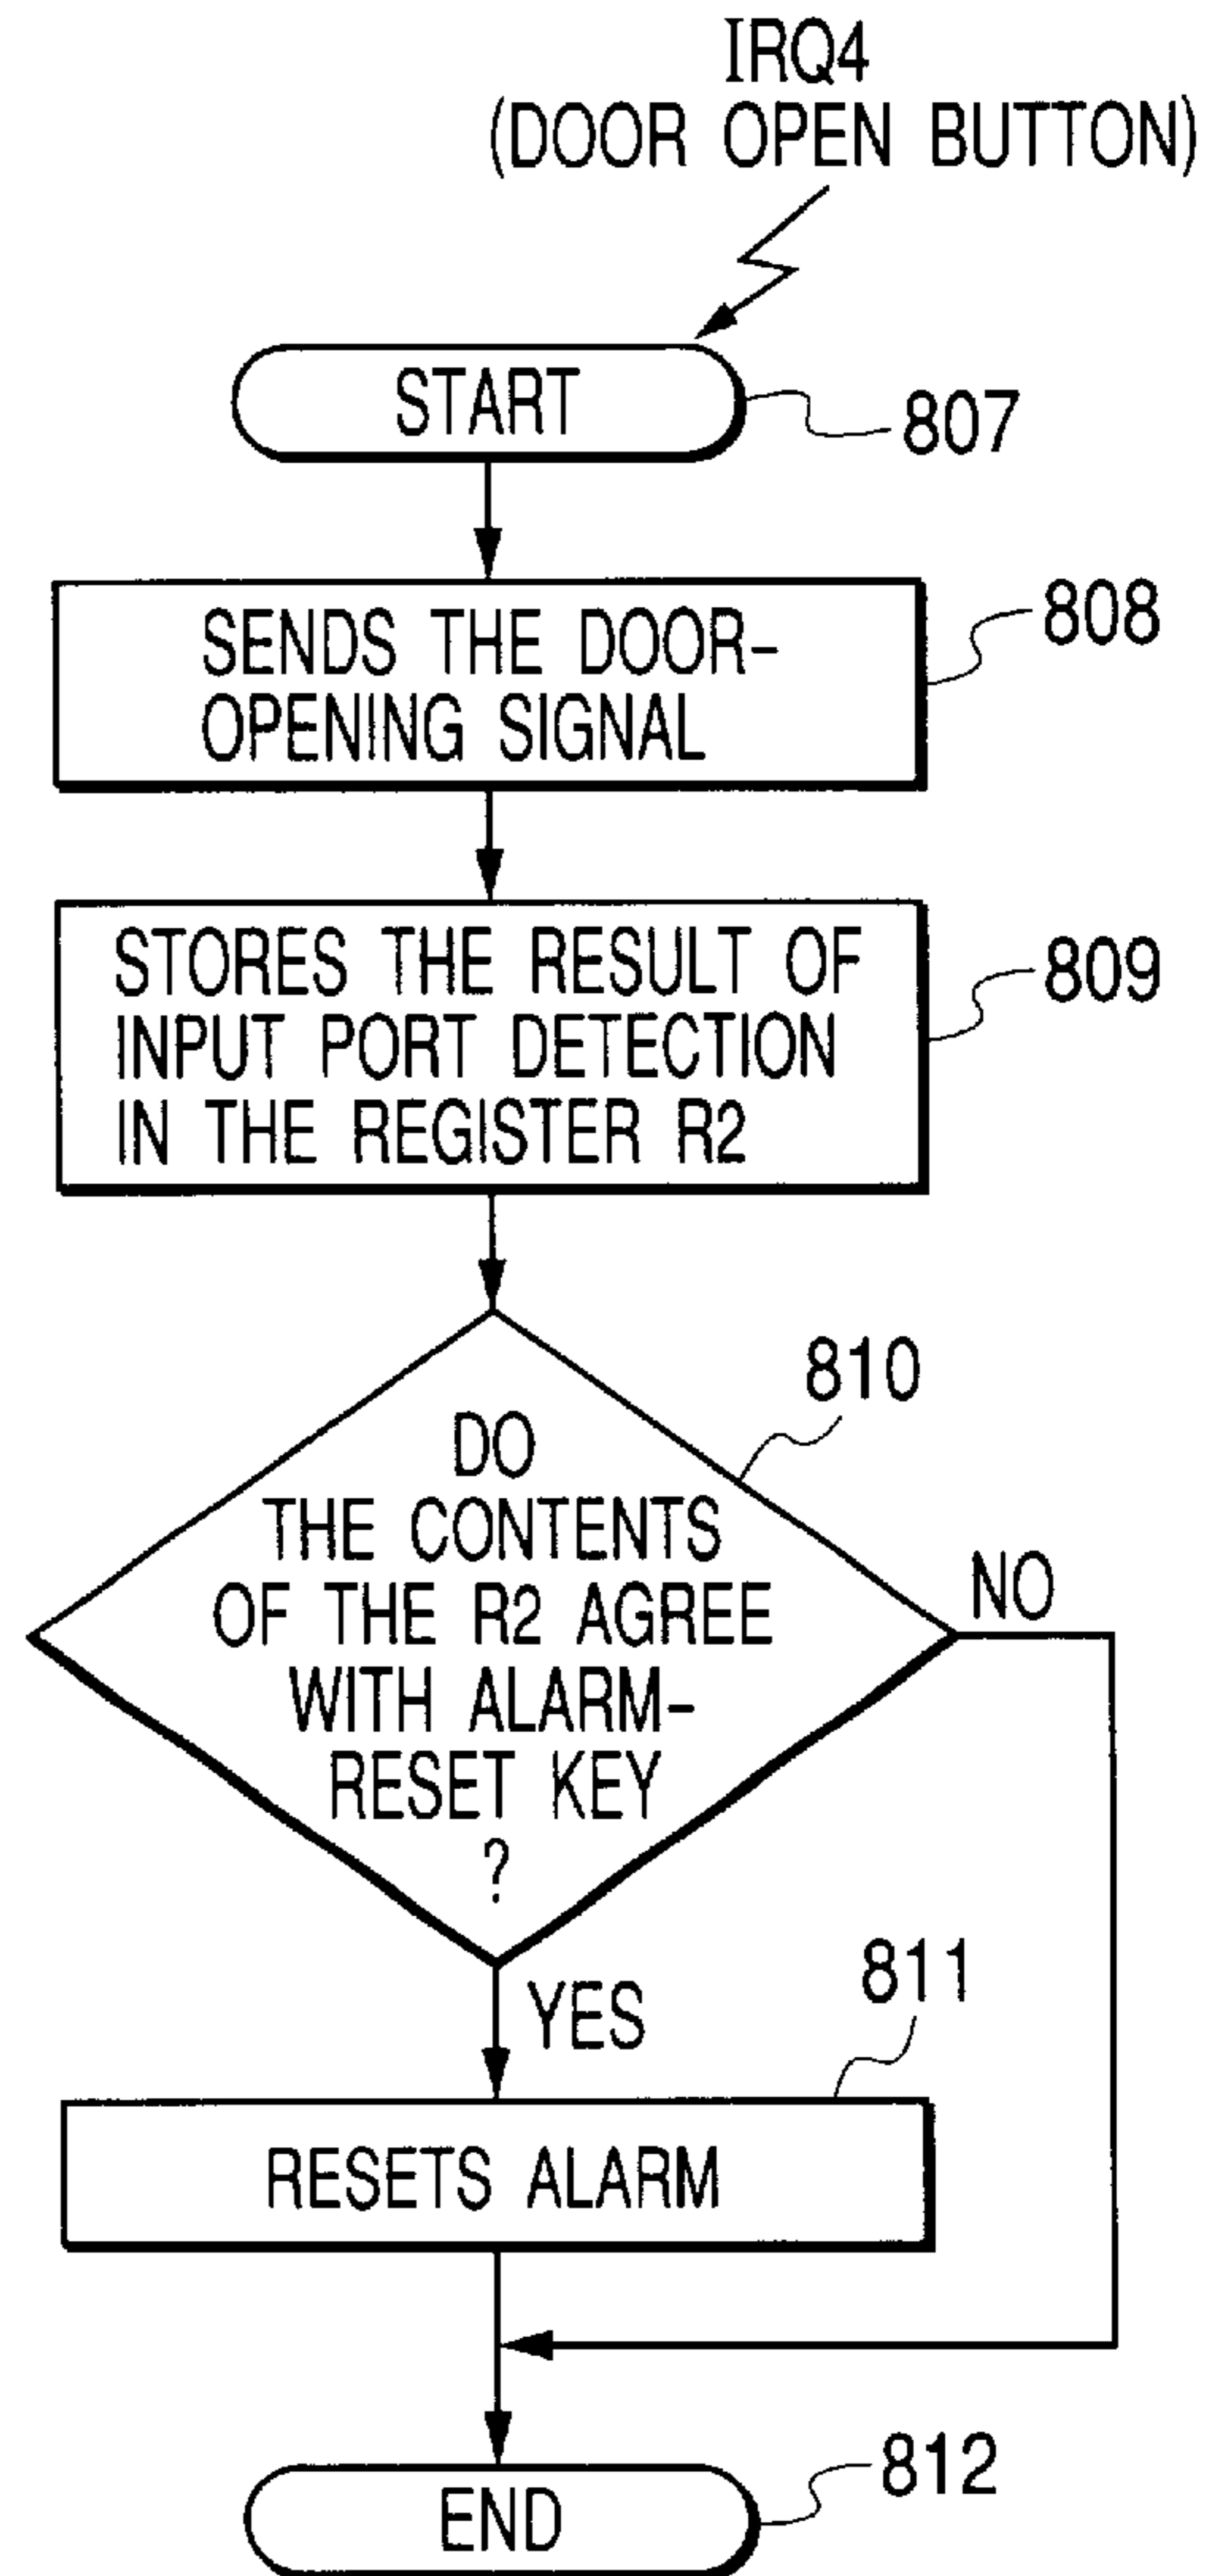 IRQ4
(DOOR OPEN BUTTON)
START
807
SENDS THE DOOR-
OPENING SIGNAL
808
STORES THE RESULT OF
INPUT PORT DETECTION
IN THE REGISTER R2
809
810
DO
THE CONTENTS
OF THE R2 AGREE
WITH ALARM-
RESET KEY
?
NO
YES
811
RESETS ALARM
END
812